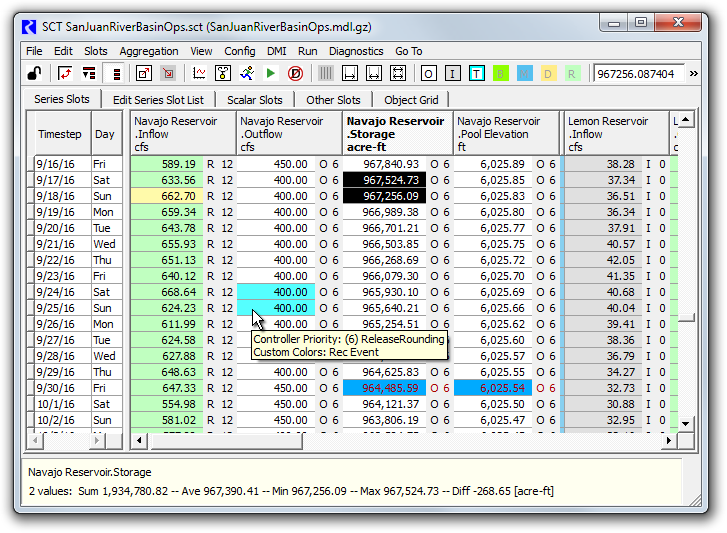 SCT SanJuanRiverBasinOps.sct (SanJuanRiverBasinOps.mdl.gz)
File Edit Slots Aggregation View Config DMI Run Diagnostics Go To
O I T B M D R 967256.087404 »
Series Slots Edit Series Slot List Scalar Slots Other Slots Object Grid
Timestep Day Navajo Reservoir .Inflow cfs Navajo Reservoir .Outflow cfs Navajo Reservoir .Storage acre-ft Navajo Reservoir .Pool Elevation ft Lemon Reservoir .Inflow cfs
9/16/16 Fri 589.19 R 12 450.00 O 6 967,840.93 O 6 6,025.89 O 6 38.28 I 0
9/17/16 Sat 633.56 R 12 400.00 O 6 967,524.73 O 6 6,025.85 O 6 37.34 I 0
9/18/16 Sun 662.70 R 12 400.00 O 6 967,256.09 O 6 6,025.83 O 6 36.51 I 0
9/19/16 Mon 659.34 R 12 400.00 O 6 966,989.38 O 6 6,025.80 O 6 36.34 I 0
9/20/16 Tue 643.78 R 12 400.00 O 6 966,701.21 O 6 6,025.77 O 6 37.91 I 0
9/21/16 Wed 655.93 R 12 400.00 O 6 966,503.85 O 6 6,025.75 O 6 40.57 I 0
9/22/16 Thu 651.13 R 12 400.00 O 6 966,268.69 O 6 6,025.72 O 6 42.05 I 0
9/23/16 Fri 640.12 R 12 400.00 O 6 966,079.30 O 6 6,025.70 O 6 41.35 I 0
9/24/16 Sat 668.64 R 12 400.00 O 6 965,930.10 O 6 6,025.69 O 6 40.68 I 0
9/25/16 Sun 624.23 R 12 400.00 O 6 965,640.21 O 6 6,025.66 O 6 40.04 I 0
9/26/16 Mon 611.99 R 12 400.00 O 6 965,254.51 O 6 6,025.62 O 6 39.41 I 0
9/27/16 Tue 624.58 R 12 6,025.60 O 6 38.36 I 0
Controller Priority: (6) ReleaseRounding
Custom Colors: Rec Event
9/28/16 Wed 627.88 R 12 6,025.57 O 6 36.79 I 0
9/29/16 Thu 648.63 R 12 450.00 O 6 964,625.83 O 6 6,025.55 O 6 34.27 I 0
9/30/16 Fri 647.33 R 12 450.00 O 6 964,485.59 O 6 6,025.54 O 6 32.73 I 0
10/1/16 Sat 554.98 R 12 400.00 O 6 964,121.37 O 6 6,025.50 O 6 30.88 I 0
10/2/16 Sun 581.02 R 12 450.00 O 6 963,806.19 O 6 6,025.47 O 6 32.95 I 0
Navajo Reservoir.Storage
2 values: Sum 1,934,780.82 -- Ave 967,390.41 -- Min 967,256.09 -- Max 967,524.73 -- Diff -268.65 [acre-ft]